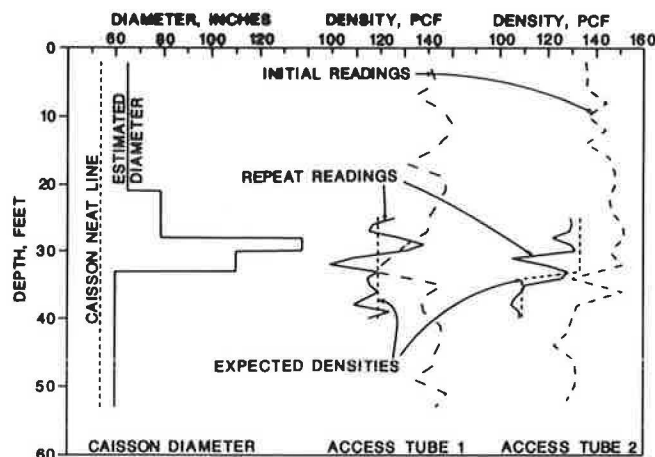 DIAMETER, INCHES DENSITY, PCF DENSITY, PCF
60 80 100 120 100 120 140 120 140 160
0
10
20
30
40
50
60
DEPTH, FEET
CAISSON NEAT LINE
ESTIMATED
DIAMETER
INITIAL READINGS
REPEAT READINGS
EXPECTED DENSITIES
CAISSON DIAMETER ACCESS TUBE 1 ACCESS TUBE 2